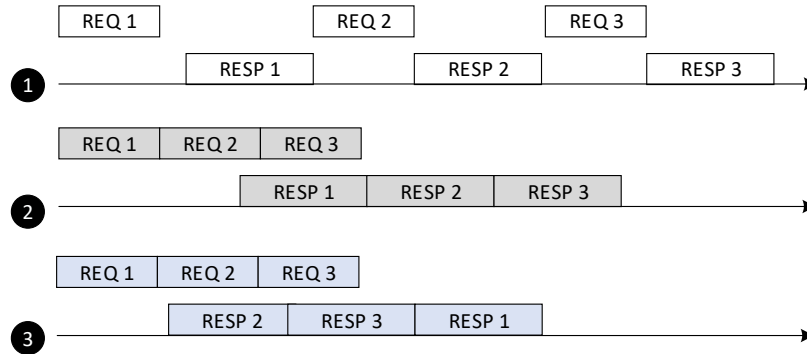 REQ 1 REQ 2 REQ 3
RESP 1 RESP 2 RESP 3
1
REQ 1 REQ 2 REQ 3
RESP 1 RESP 2 RESP 3
2
REQ 1 REQ 2 REQ 3
RESP 2 RESP 3 RESP 1
3